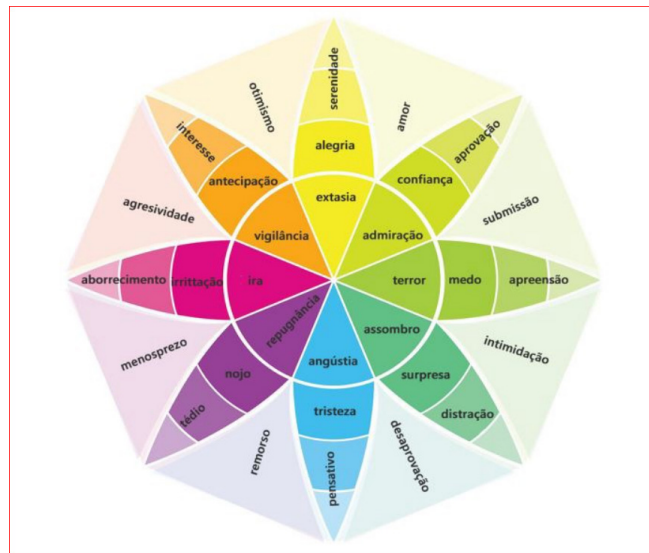 serenidade
otimismo
amor
interesse
alegria
aprovação
antecipação
confiança
extasia
agresividade
submissão
vigilância
admiração
aborrecimento
irrittação
ira
terror
medo
apreensão
repugnância
assombro
menosprezo
intimidação
angústia
nojo
surpresa
tristeza
tédio
distração
remorso
pensativo
desaprovação